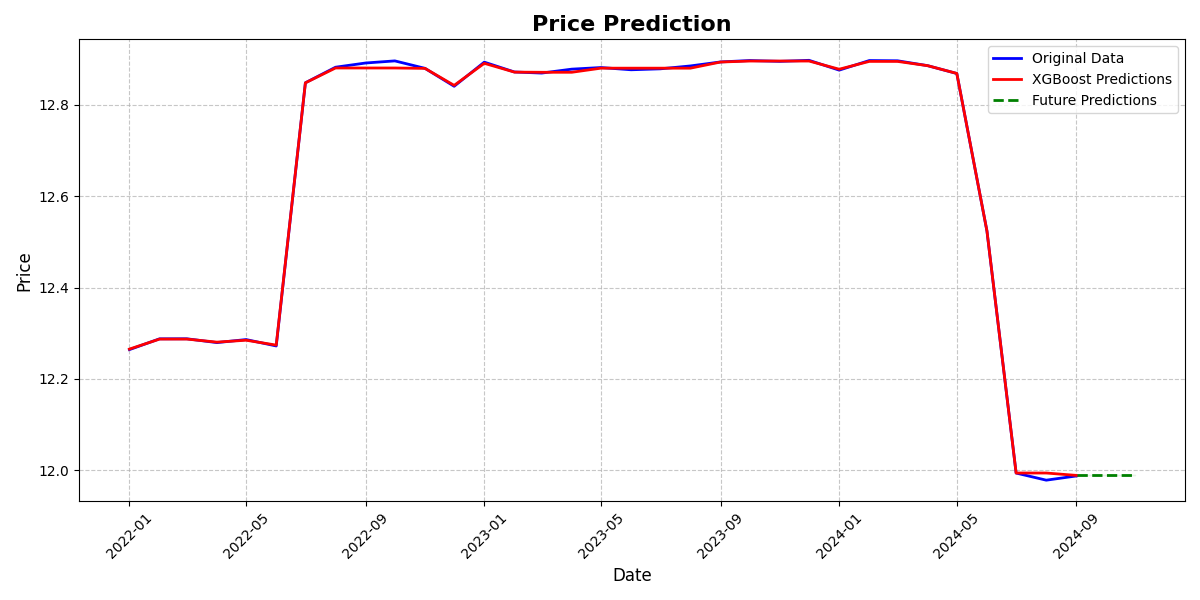 Price Prediction
Original Data
XGBoost Predictions
Future Predictions
Price
12.8
12.6
12.4
12.2
12.0
2022-01
2022-05
2022-09
2023-01
2023-05
2023-09
2024-01
2024-05
2024-09
Date